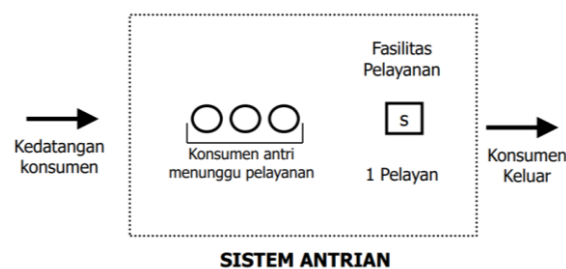 Fasilitas
Pelayanan
s
Kedatangan
konsumen
Konsumen antri
menunggu pelayanan
1 Pelayan
Konsumen
Keluar
SISTEM ANTRIAN